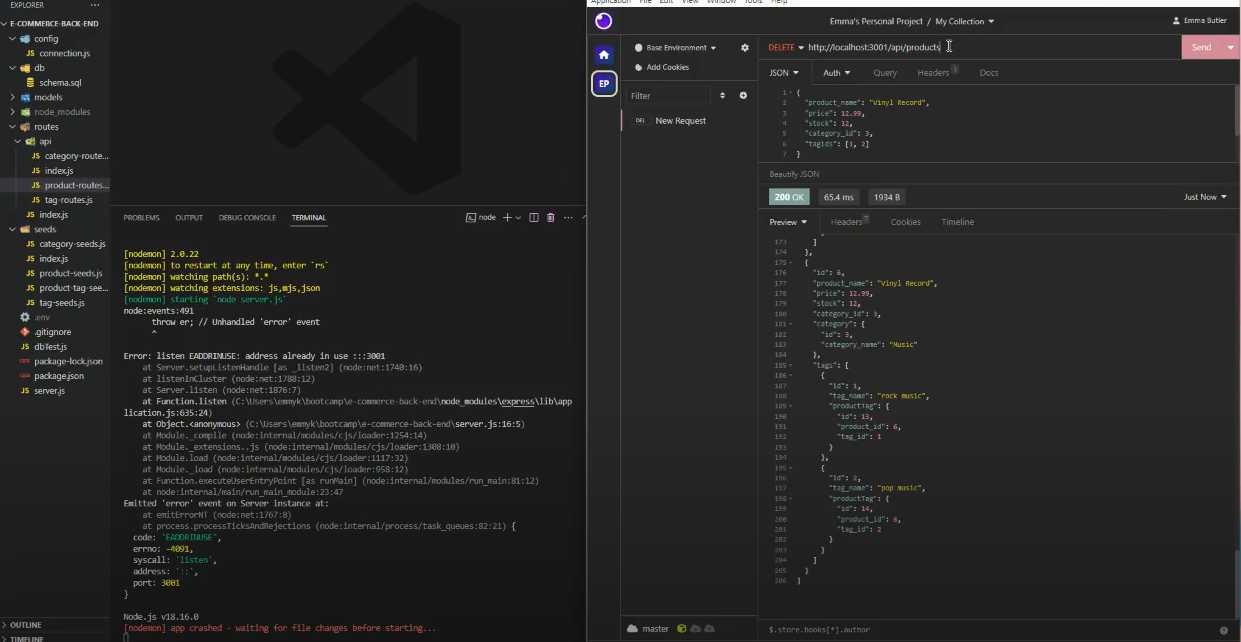 Application File Edit View Window Tools Help
EXPLORER
E-COMMERCE-BACK-END
config
connection.js
db
schema.sql
models
node_modules
routes
api
category-route...
index.js
product-routes...
tag-routes.js
index.js
seeds
category-seeds.js
index.js
product-seeds.js
product-tag-see...
tag-seeds.js
.env
.gitignore
dbTest.js
package-lock.json
package.json
server.js
OUTLINE
TIMELINE
PROBLEMS OUTPUT DEBUG CONSOLE TERMINAL
node
[nodemon] 2.0.22
[nodemon] to restart at any time, enter `rs`
[nodemon] watching path(s): *.*
[nodemon] watching extensions: js,mjs,json
[nodemon] starting `node server.js`
node:events:491
throw er; // Unhandled 'error' event
^
Error: listen EADDRINUSE: address already in use :::3001
at Server.setupListenHandle [as _listen2] (node:net:1740:16)
at listenInCluster (node:net:1788:12)
at Server.listen (node:net:1876:7)
at Function.listen (C:\Users\emmyk\bootcamp\e-commerce-back-end\node_modules\express\lib\app
lication.js:635:24)
at Object.<anonymous> (C:\Users\emmyk\bootcamp\e-commerce-back-end\server.js:16:5)
at Module._compile (node:internal/modules/cjs/loader:1254:14)
at Module._extensions..js (node:internal/modules/cjs/loader:1308:10)
at Module.load (node:internal/modules/cjs/loader:1117:32)
at Module._load (node:internal/modules/cjs/loader:958:12)
at Function.executeUserEntryPoint [as runMain] (node:internal/modules/run_main:81:12)
at node:internal/main/run_main_module:23:47
Emitted 'error' event on Server instance at:
at emitErrorNT (node:net:1767:8)
at process.processTicksAndRejections (node:internal/process/task_queues:82:21) {
code: 'EADDRINUSE',
errno: -4091,
syscall: 'listen',
address: '::',
port: 3001
}
Node.js v18.16.0
[nodemon] app crashed - waiting for file changes before starting...
Emma's Personal Project / My Collection
Emma Butler
EP
Base Environment
Add Cookies
Filter
DEL New Request
master
DELETE http://localhost:3001/api/products
Send
JSON Auth Query Headers 1 Docs
1 {
2 "product_name": "Vinyl Record",
3 "price": 12.99,
4 "stock": 12,
5 "category_id": 3,
6 "tagIds": [1, 2]
7 }
Beautify JSON
200 OK 65.4 ms 1934 B Just Now
Preview Headers 7 Cookies Timeline
173 ]
174 },
175 {
176 "id": 6,
177 "product_name": "Vinyl Record",
178 "price": 12.99,
179 "stock": 12,
180 "category_id": 3,
181 "category": {
182 "id": 3,
183 "category_name": "Music"
184 },
185 "tags": [
186 {
187 "id": 1,
188 "tag_name": "rock music",
189 "productTag": {
190 "id": 13,
191 "product_id": 6,
192 "tag_id": 1
193 }
194 },
195 {
196 "id": 2,
197 "tag_name": "pop music",
198 "productTag": {
199 "id": 14,
200 "product_id": 6,
201 "tag_id": 2
202 }
203 }
204 ]
205 }
206 ]
$.store.books[*].author